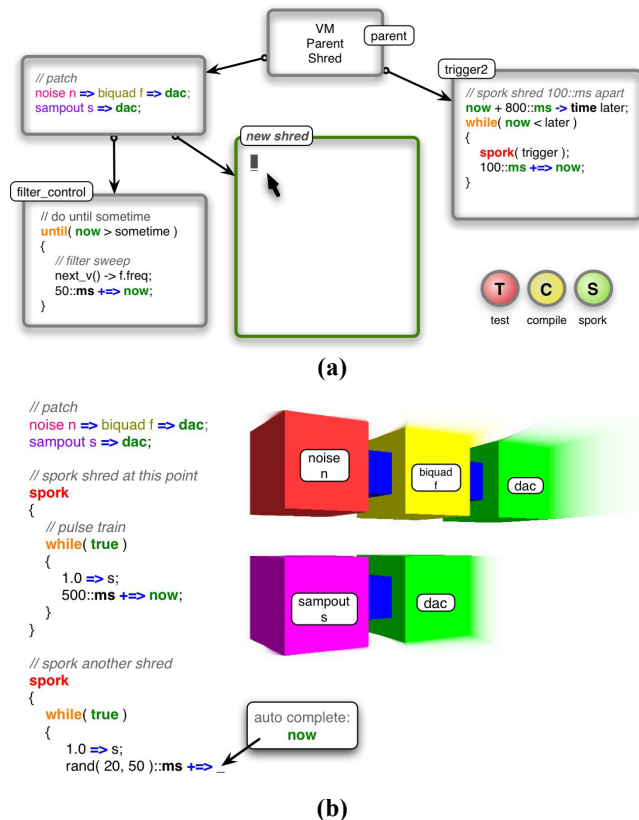 VM
Parent
Shred
parent
// patch
noise n => biquad f => dac;
sampout s => dac;
trigger2
// spork shred 100::ms apart
now + 800::ms -> time later;
while( now < later )
{
spork( trigger );
100::ms +=> now;
}
new shred
filter_control
// do until sometime
until( now > sometime )
{
// filter sweep
next_v() -> f.freq;
50::ms +=> now;
}
T C S
test compile spork
(a)
// patch
noise n => biquad f => dac;
sampout s => dac;
// spork shred at this point
spork
{
// pulse train
while( true )
{
1.0 => s;
500::ms +=> now;
}
}
// spork another shred
spork
{
while( true )
{
1.0 => s;
rand( 20, 50 )::ms +=> _
noise
n
biquad
f
dac
sampout
s
dac
auto complete:
now
(b)